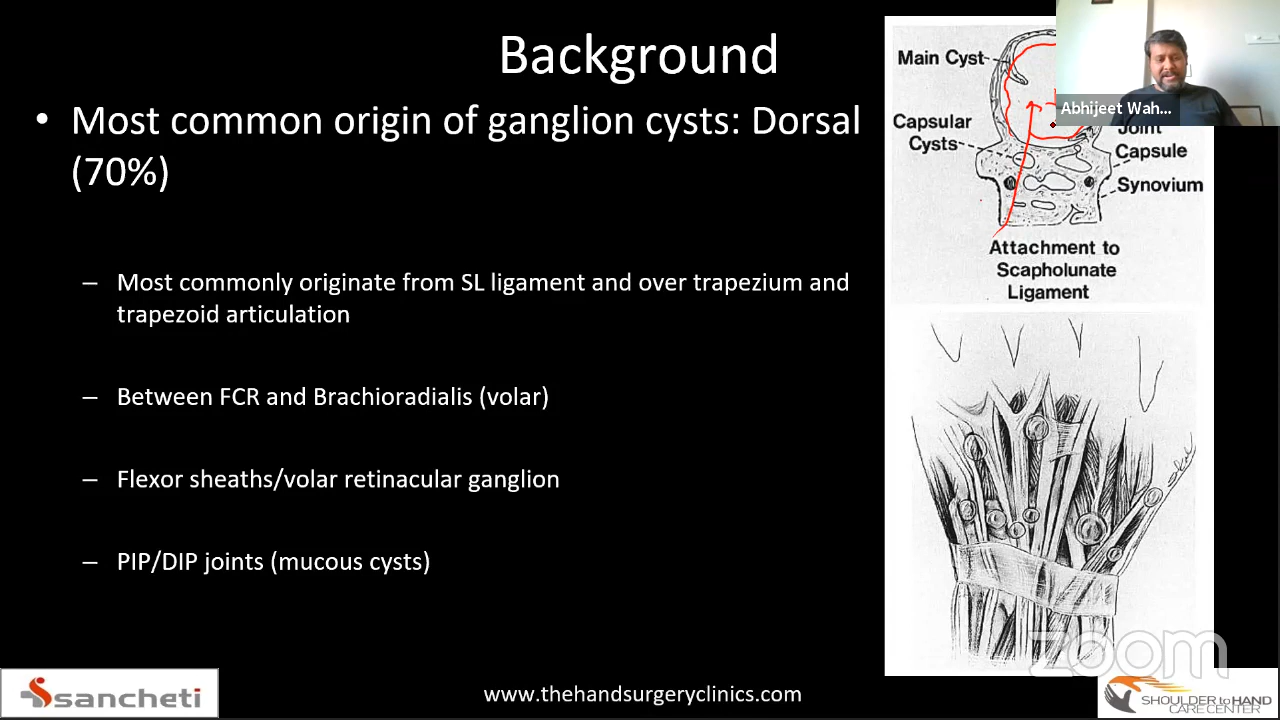 Background
• Most common origin of ganglion cysts: Dorsal
(70%)
– Most commonly originate from SL ligament and over trapezium and
trapezoid articulation
– Between FCR and Brachioradialis (volar)
– Flexor sheaths/volar retinacular ganglion
– PIP/DIP joints (mucous cysts)
Main Cyst
Capsular
Cysts
Joint
Capsule
Synovium
Attachment to
Scapholunate
Ligament
Abhijeet Wah...
zoom
ssancheti
www.thehandsurgeryclinics.com
SHOULDER to HAND
CARE CENTER